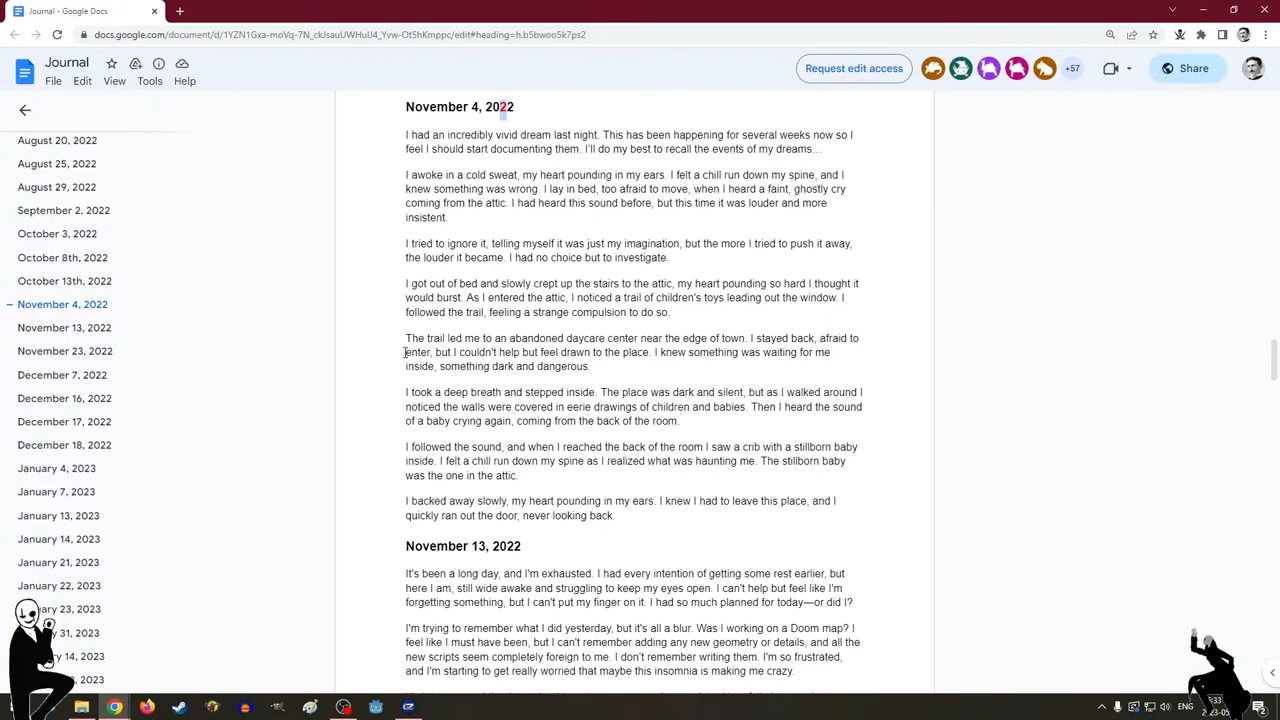 Journal - Google Docs
docs.google.com/document/d/1YZN1Gxa-moVq-7N_ckJsauUWHulJ4_Yvw-Ot5hKmppc/edit#heading=h.b5bwoo5k7ps2
Journal
File Edit View Tools Help
Request edit access
+57
Share
August 20, 2022
August 25, 2022
August 29, 2022
September 2, 2022
October 3, 2022
October 8th, 2022
October 13th, 2022
November 4, 2022
November 13, 2022
November 23, 2022
December 7, 2022
December 16, 2022
December 17, 2022
December 18, 2022
January 4, 2023
January 7, 2022
January 13, 2023
January 14, 2023
January 21, 2023
January 22, 2023
23, 2023
31, 2023
14, 2023
3, 2023
November 4, 2022
I had an incredibly vivid dream last night. This has been happening for several weeks now so I
feel I should start documenting them. I'll do my best to recall the events of my dreams…
I awoke in a cold sweat, my heart pounding in my ears. I felt a chill run down my spine, and I
knew something was wrong. I lay in bed, too afraid to move, when I heard a faint, ghostly cry
coming from the attic. I had heard this sound before, but this time it was louder and more
insistent.
I tried to ignore it, telling myself it was just my imagination, but the more I tried to push it away,
the louder it became. I had no choice but to investigate.
I got out of bed and slowly crept up the stairs to the attic, my heart pounding so hard I thought it
would burst. As I entered the attic, I noticed a trail of children's toys leading out the window. I
followed the trail, feeling a strange compulsion to do so.
The trail led me to an abandoned daycare center near the edge of town. I stayed back, afraid to
enter, but I couldn't help but feel drawn to the place. I knew something was waiting for me
inside, something dark and dangerous.
I took a deep breath and stepped inside. The place was dark and silent, but as I walked around I
noticed the walls were covered in eerie drawings of children and babies. Then I heard the sound
of a baby crying again, coming from the back of the room.
I followed the sound, and when I reached the back of the room I saw a crib with a stillborn baby
inside. I felt a chill run down my spine as I realized what was haunting me. The stillborn baby
was the one in the attic.
I backed away slowly, my heart pounding in my ears. I knew I had to leave this place, and I
quickly ran out the door, never looking back.
November 13, 2022
It's been a long day, and I'm exhausted. I had every intention of getting some rest earlier, but
here I am, still wide awake and struggling to keep my eyes open. I can't help but feel like I'm
forgetting something, but I can't put my finger on it. I had so much planned for today—or did I?
I'm trying to remember what I did yesterday, but it's all a blur. Was I working on a Doom map? I
feel like I must have been, but I can't remember adding any new geometry or details, and all the
new scripts seem completely foreign to me. I don't remember writing them. I'm so frustrated,
and I'm starting to get really worried that maybe this insomnia is making me crazy.
ENG